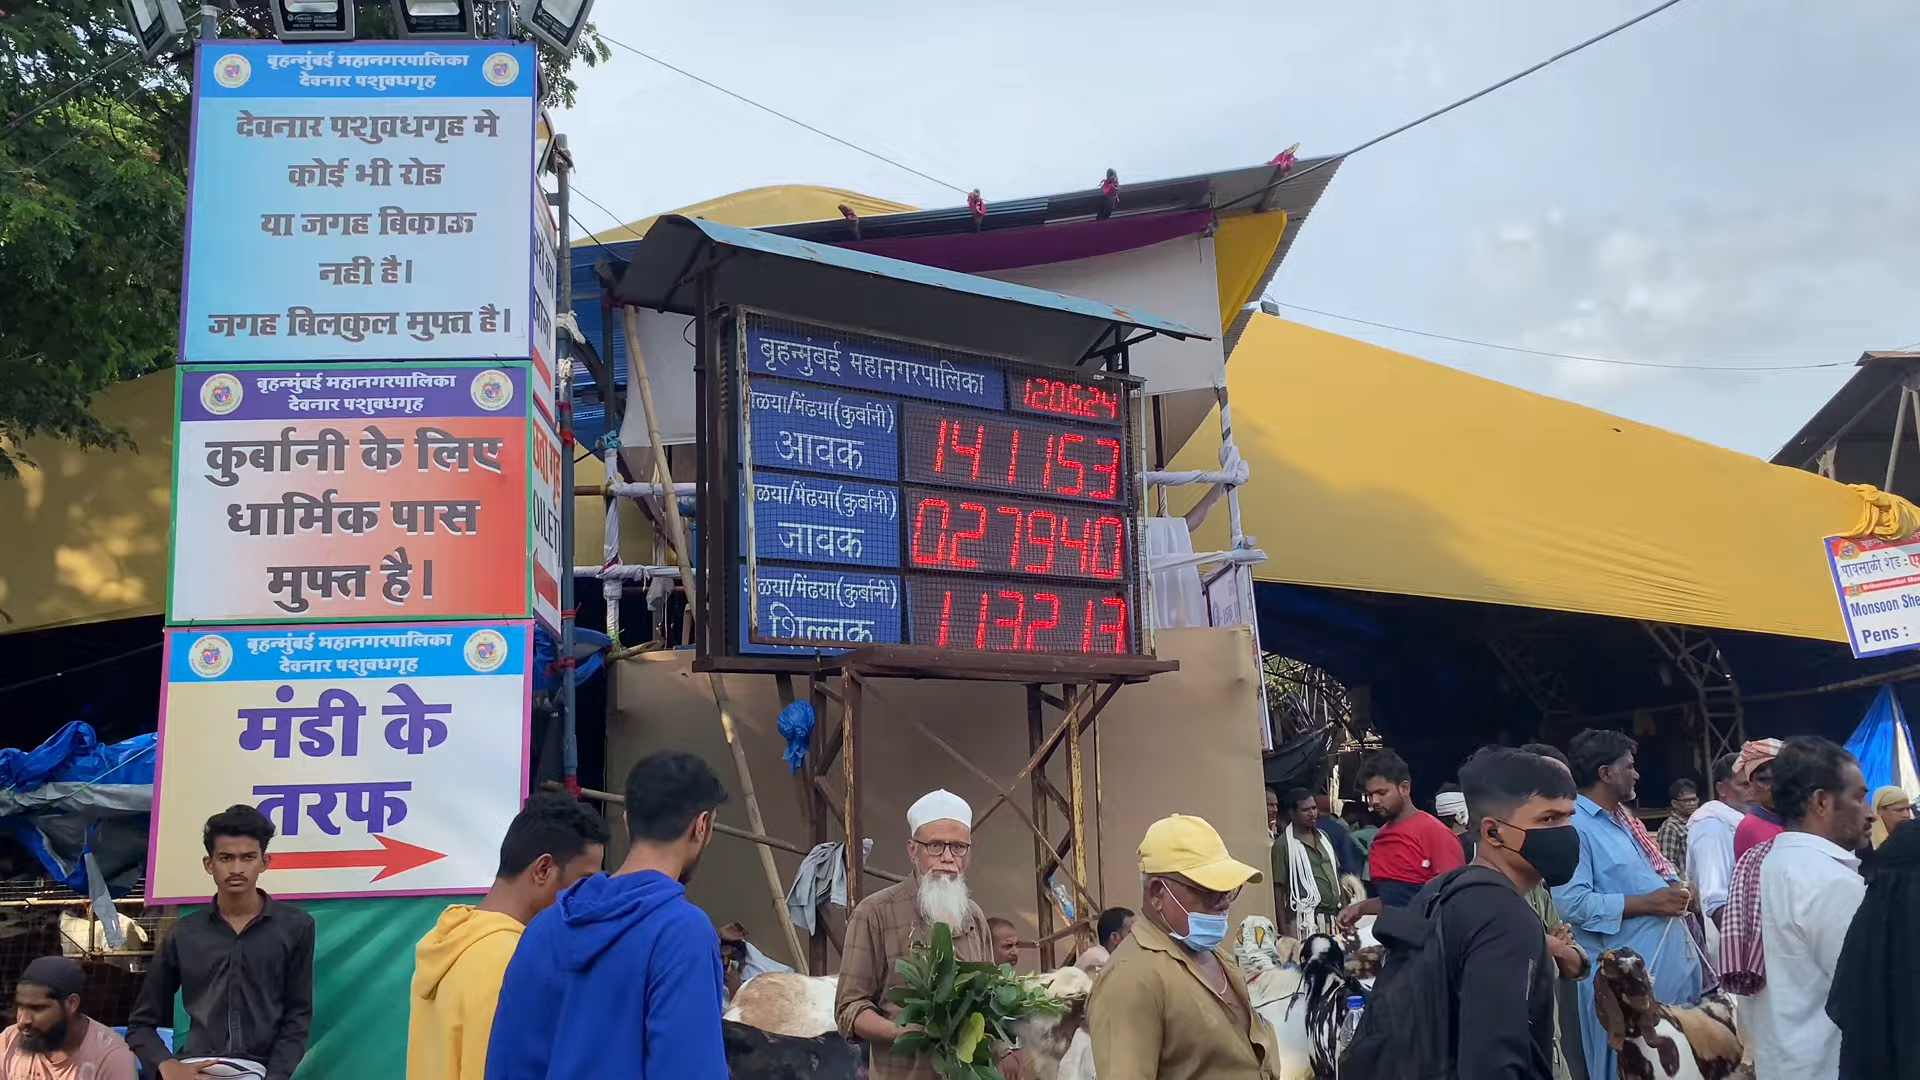 बृहन्मुंबई महानगरपालिका
देवनार पशुवधगृह
देवनार पशुवधगृह मे
कोई भी रोड
या जगह बिकाऊ
नही है।
जगह बिलकुल मुफ्त है।
बृहन्मुंबई महानगरपालिका
देवनार पशुवधगृह
कुर्बानी के लिए
धार्मिक पास
मुफ्त है।
बृहन्मुंबई महानगरपालिका
देवनार पशुवधगृह
मंडी के
तरफ
बृहन्मुंबई महानगरपालिका 120624
ळया/मेंढया(कुर्बानी)
आवक 141153
ळया/मेंढया(कुर्बानी)
जावक 027940
ळया/मेंढया(कुर्बानी)
शिल्लक 113213
पावसाळी शेड :
Monsoon She
Pens :